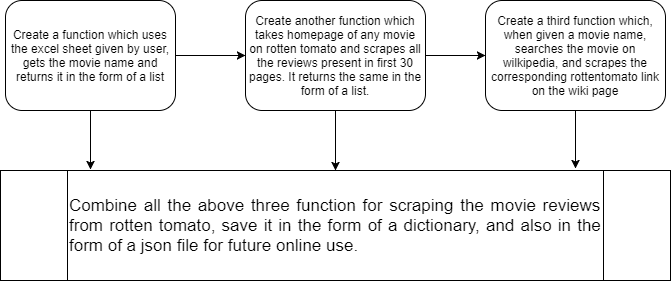 Create a function which uses
the excel sheet given by user,
gets the movie name and
returns it in the form of a list
Create another function which
takes homepage of any movie
on rotten tomato and scrapes all
the reviews present in first 30
pages. It returns the same in the
form of a list.
Create a third function which,
when given a movie name,
searches the movie on
wilkipedia, and scrapes the
corresponding rottentomato link
on the wiki page
Combine all the above three function for scraping the movie reviews
from rotten tomato, save it in the form of a dictionary, and also in the
form of a json file for future online use.